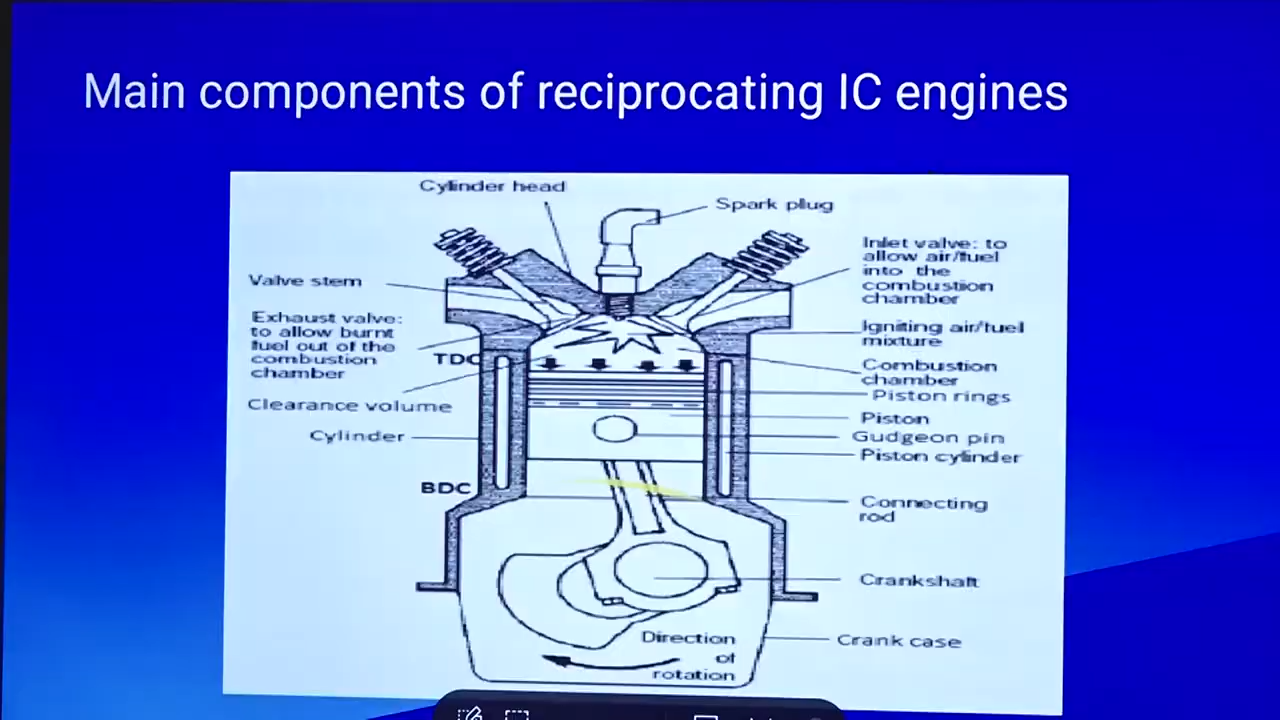 Main components of reciprocating IC engines
Cylinder head
Spark plug
Inlet valve: to
allow air/fuel
into the
combustion
chamber
Valve stem
Exhaust valve:
to allow burnt
fuel out of the
combustion
chamber
Igniting air/fuel
mixture
TDC
Combustion
chamber
Piston rings
Clearance volume
Piston
Cylinder
Gudgeon pin
Piston cylinder
BDC
Connecting
rod
Crankshaft
Direction
of
rotation
Crank case